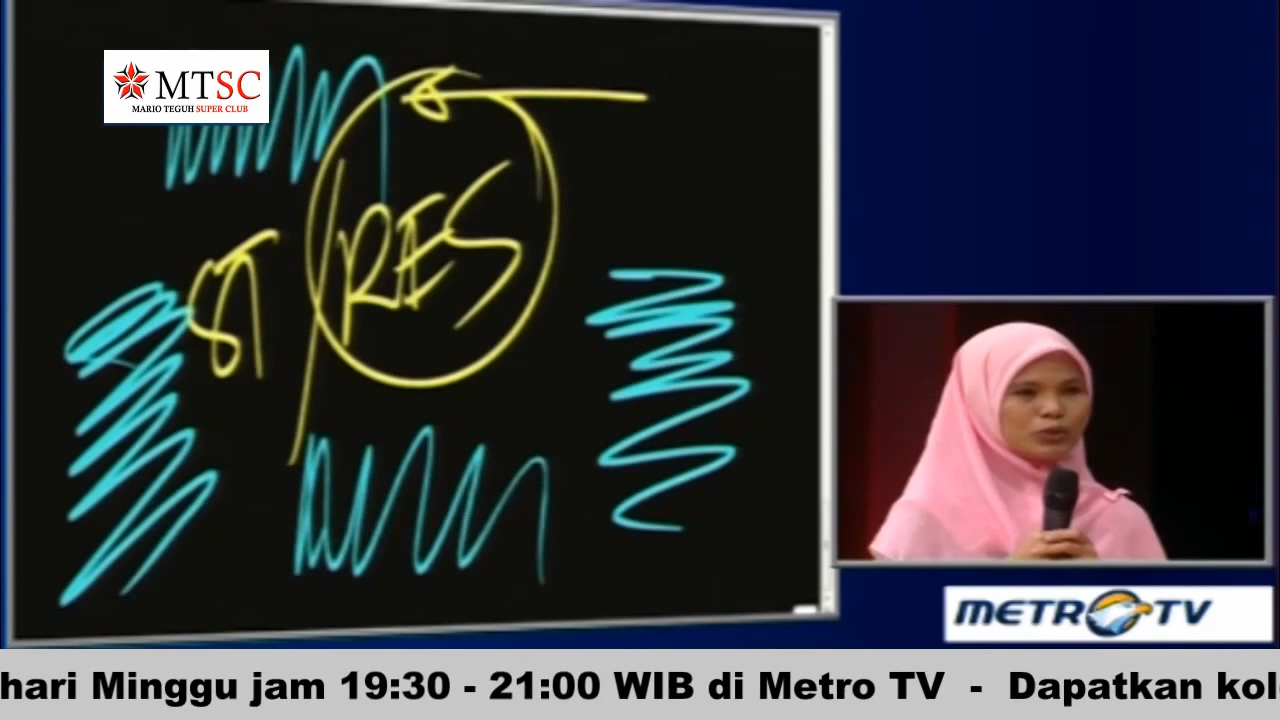 MTSC
MARIO TEGUH SUPER CLUB
ST/RES
METRO TV
hari Minggu jam 19:30 - 21:00 WIB di Metro TV - Dapatkan kol